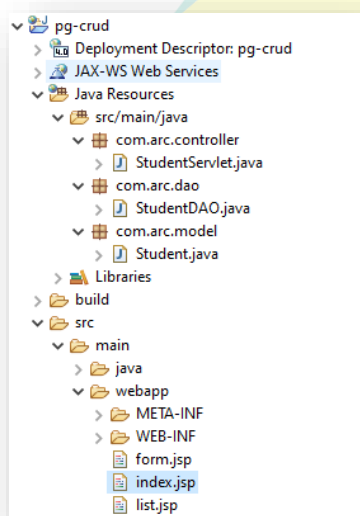 pg-crud
Deployment Descriptor: pg-crud
JAX-WS Web Services
Java Resources
src/main/java
com.arc.controller
StudentServlet.java
com.arc.dao
StudentDAO.java
com.arc.model
Student.java
Libraries
build
src
main
java
webapp
META-INF
WEB-INF
form.jsp
index.jsp
list.jsp